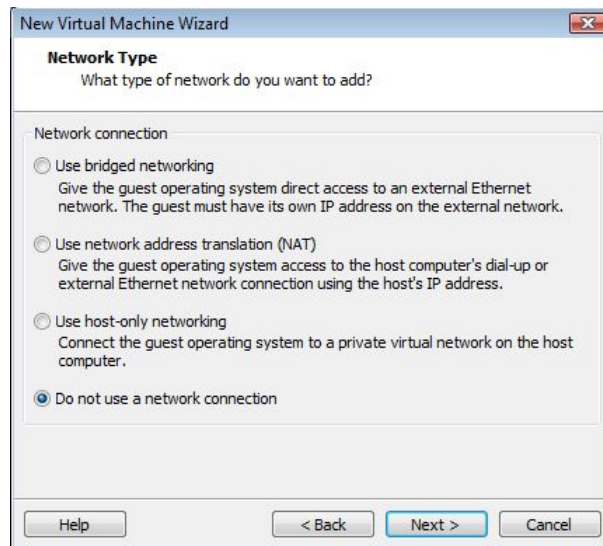 New Virtual Machine Wizard
Network Type
What type of network do you want to add?
Network connection
Use bridged networking
Give the guest operating system direct access to an external Ethernet
network. The guest must have its own IP address on the external network.
Use network address translation (NAT)
Give the guest operating system access to the host computer's dial-up or
external Ethernet network connection using the host's IP address.
Use host-only networking
Connect the guest operating system to a private virtual network on the host
computer.
Do not use a network connection
Help
< Back
Next >
Cancel